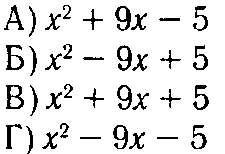 А) x² + 9x − 5
Б) x² − 9x + 5
В) x² + 9x + 5
Г) x² − 9x − 5